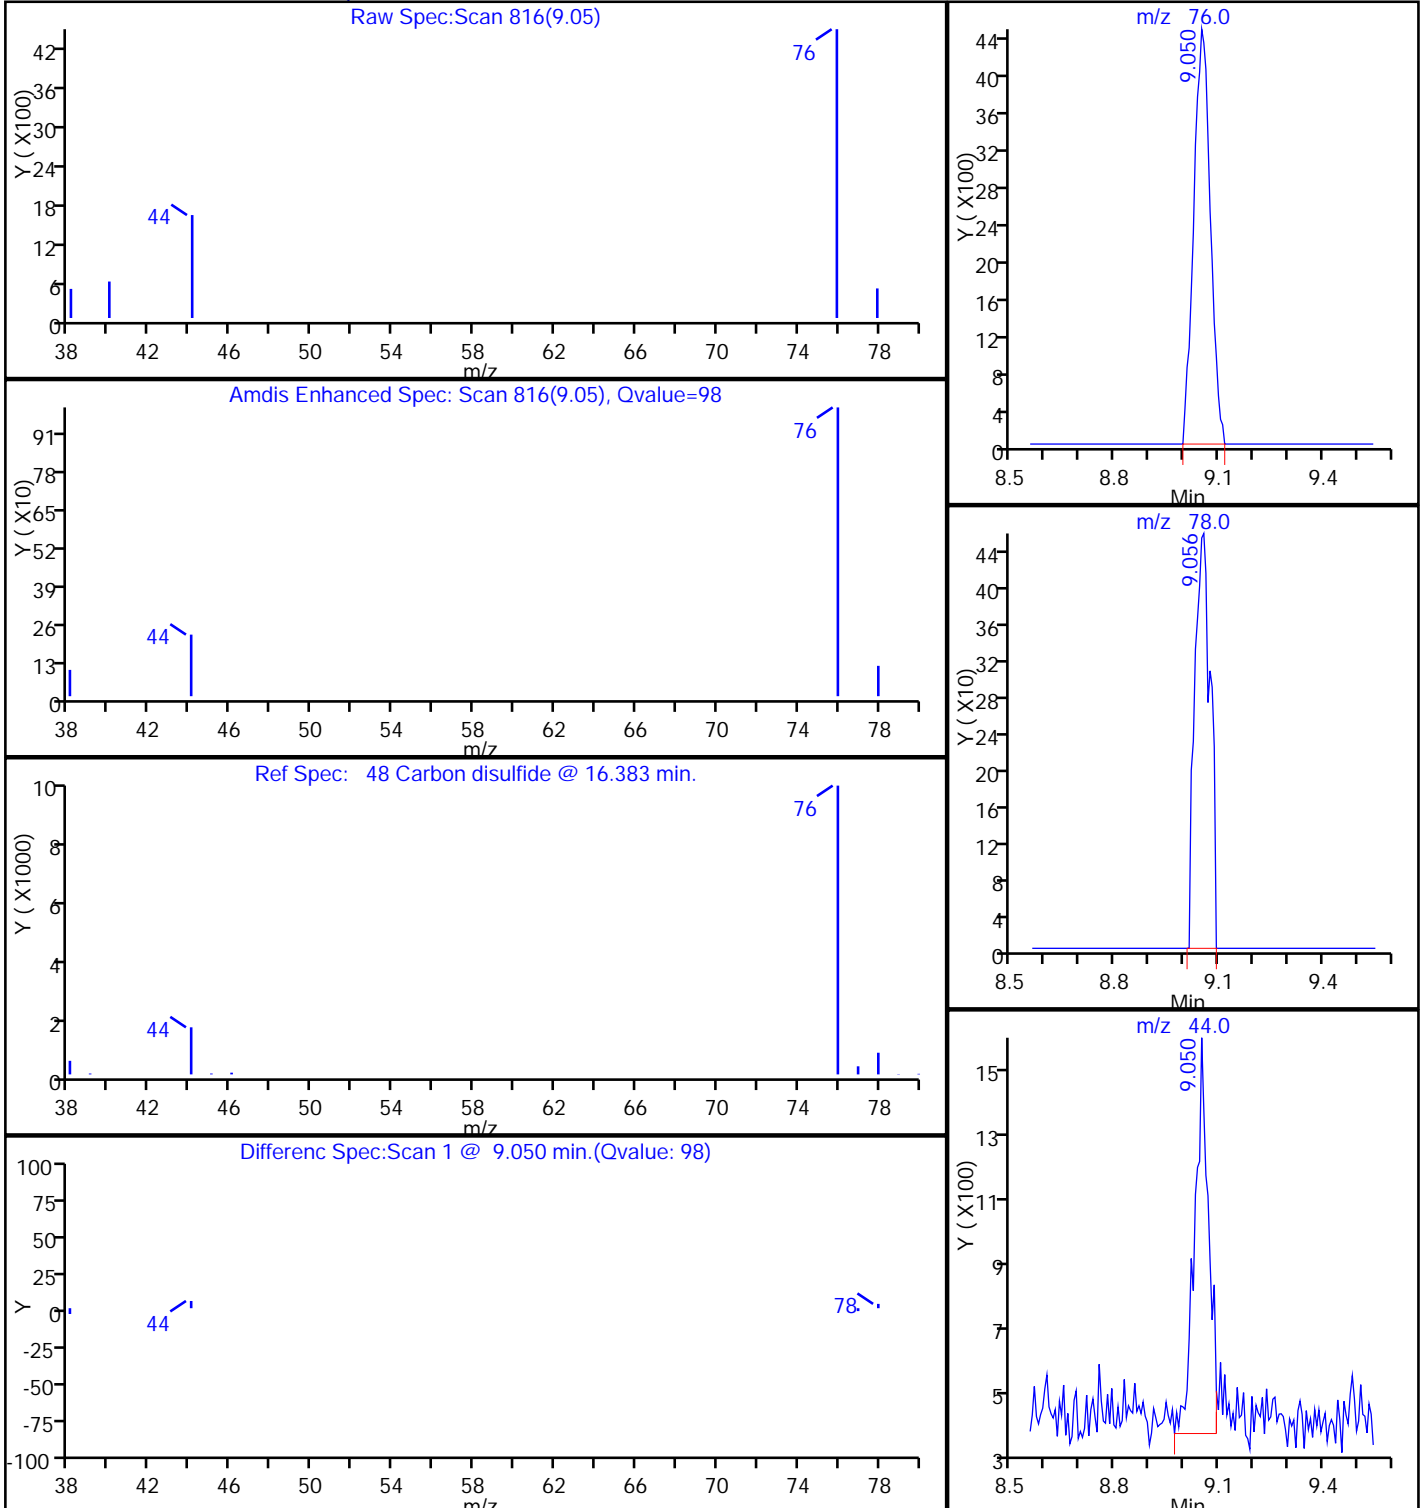 Raw Spec:Scan 816(9.05)
Y ( X100)
42
36
30
24
18
12
6
0
76
44
38 42 46 50 54 58 62 66 70 74 78
m/z
Amdis Enhanced Spec: Scan 816(9.05), Qvalue=98
Y ( X10)
91
78
65
52
39
26
13
0
76
44
38 42 46 50 54 58 62 66 70 74 78
m/z
Ref Spec: 48 Carbon disulfide @ 16.383 min.
Y ( X1000)
10
8
6
4
2
0
76
44
38 42 46 50 54 58 62 66 70 74 78
m/z
Differenc Spec:Scan 1 @ 9.050 min.(Qvalue: 98)
Y
100
75
50
25
0
-25
-50
-75
-100
44
78
38 42 46 50 54 58 62 66 70 74 78
m/z
m/z 76.0
Y ( X100)
44
40
36
32
28
24
20
16
12
8
4
0
9.050
8.5 8.8 9.1 9.4
Min
m/z 78.0
Y ( X10)
44
40
36
32
28
24
20
16
12
8
4
0
9.056
8.5 8.8 9.1 9.4
Min
m/z 44.0
Y ( X100)
15
13
11
9
7
5
3
9.050
8.5 8.8 9.1 9.4
Min